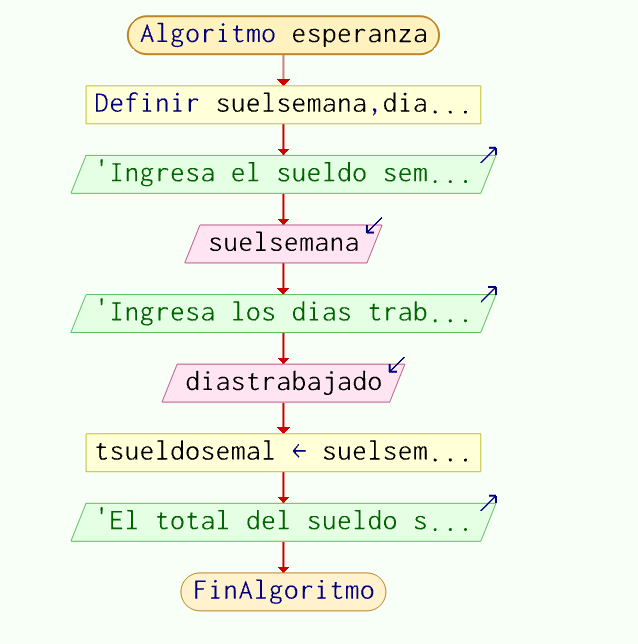 Algoritmo esperanza
Definir suelsemana,dia...
'Ingresa el sueldo sem...
suelsemana
'Ingresa los dias trab...
diastrabajado
tsueldosemal ← suelsem...
'El total del sueldo s...
FinAlgoritmo